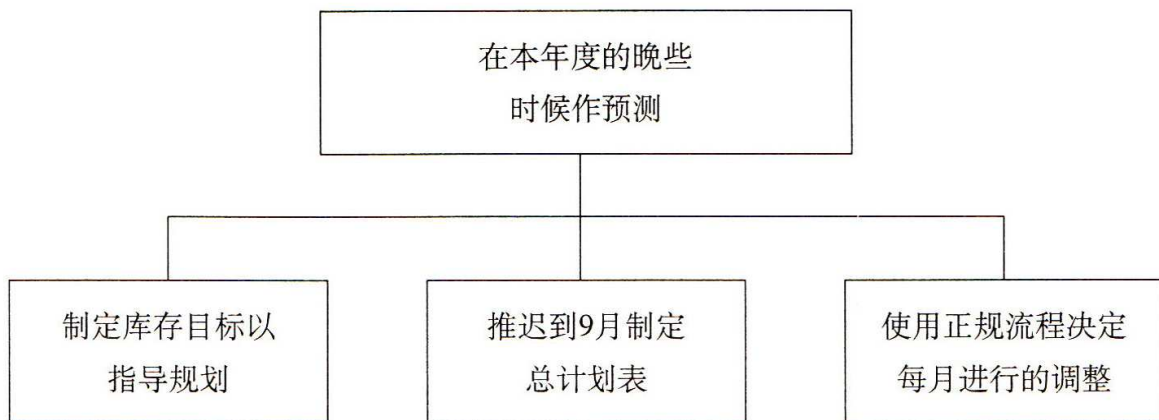 在本年度的晚些
时候作预测
制定库存目标以
指导规划
推迟到9月制定
总计划表
使用正规流程决定
每月进行的调整